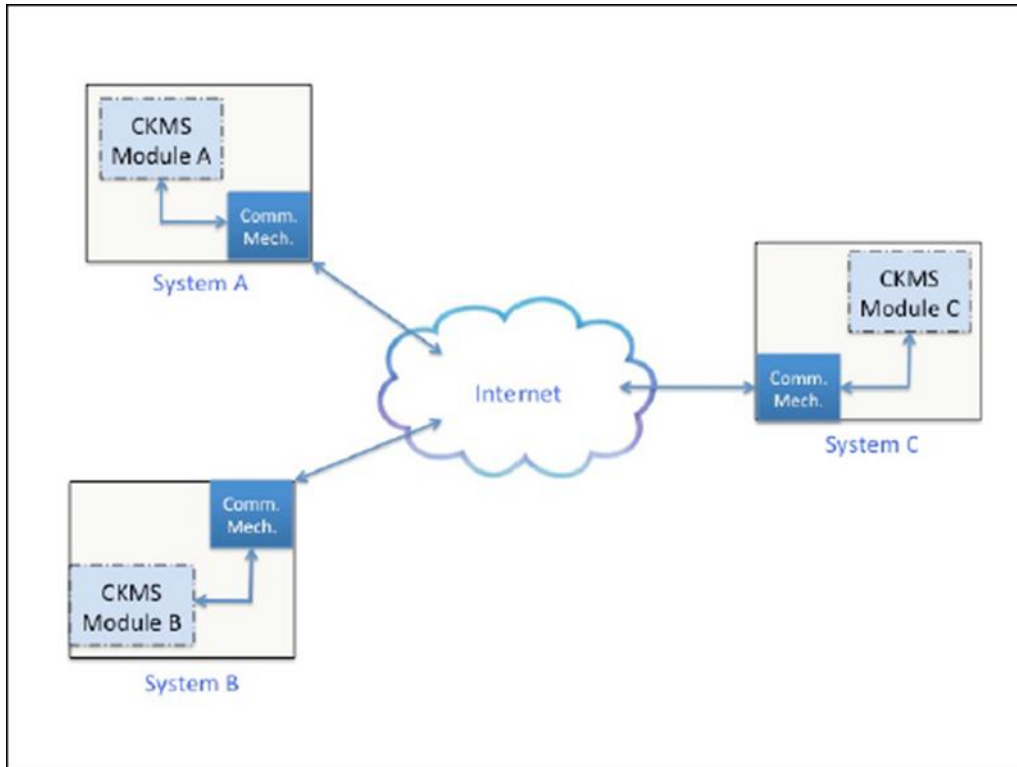 CKMS
Module A
Comm.
Mech.
System A
CKMS
Module C
Comm.
Mech.
System C
Internet
Comm.
Mech.
CKMS
Module B
System B